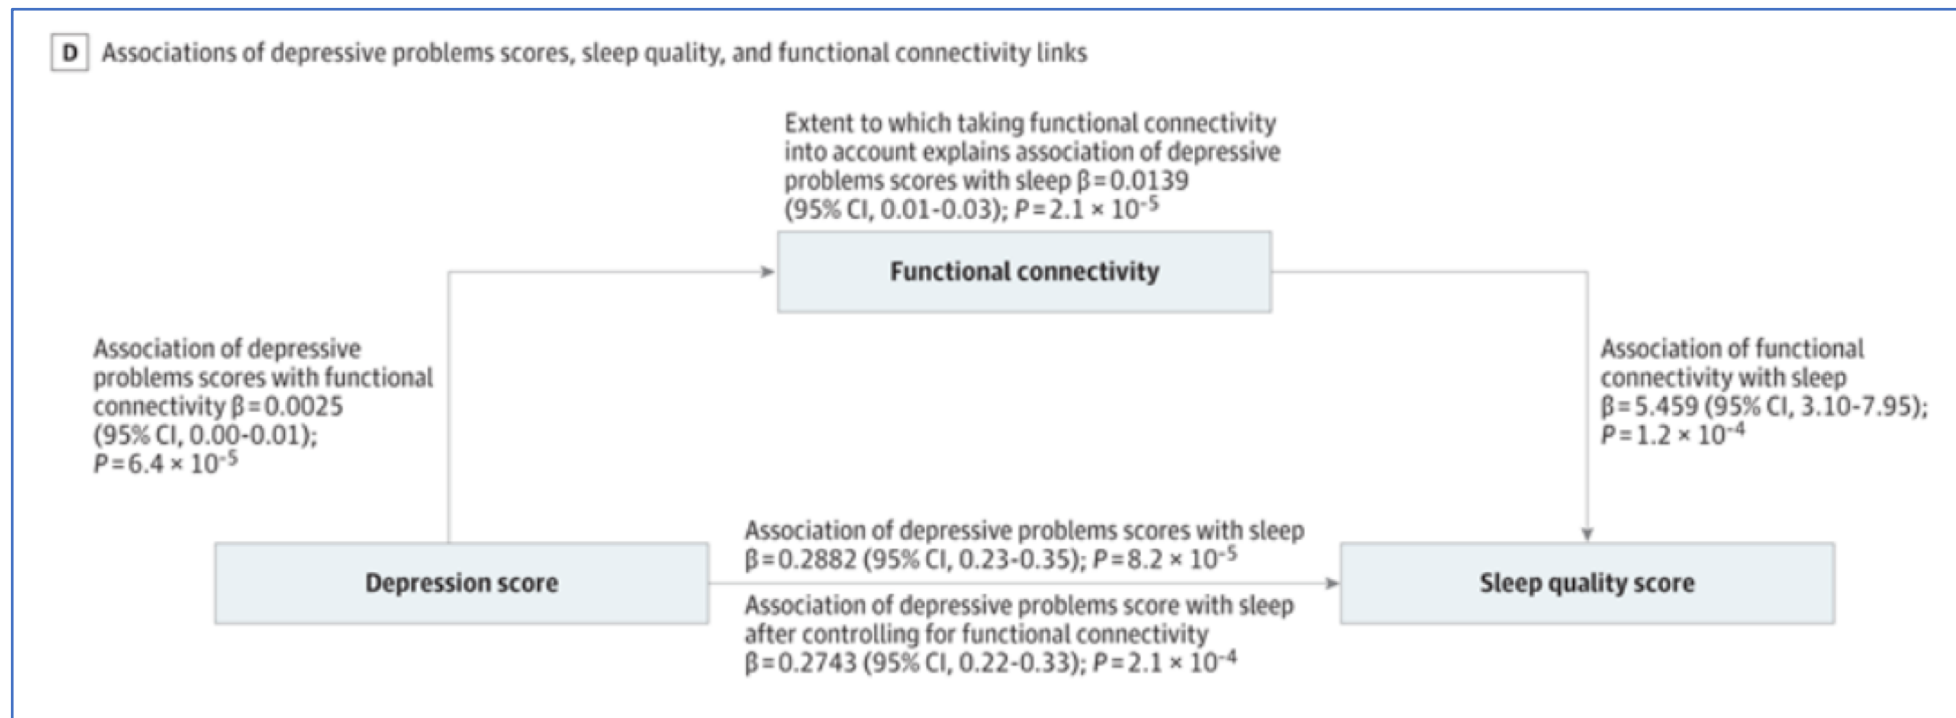 D Associations of depressive problems scores, sleep quality, and functional connectivity links
Extent to which taking functional connectivity
into account explains association of depressive
problems scores with sleep β=0.0139
(95% CI, 0.01-0.03); P=2.1 × 10⁻⁵
Functional connectivity
Association of depressive
problems scores with functional
connectivity β=0.0025
(95% CI, 0.00-0.01);
P=6.4 × 10⁻⁵
Association of functional
connectivity with sleep
β=5.459 (95% CI, 3.10-7.95);
P=1.2 × 10⁻⁴
Depression score
Association of depressive problems scores with sleep
β=0.2882 (95% CI, 0.23-0.35); P=8.2 × 10⁻⁵
Association of depressive problems score with sleep
after controlling for functional connectivity
β=0.2743 (95% CI, 0.22-0.33); P=2.1 × 10⁻⁴
Sleep quality score